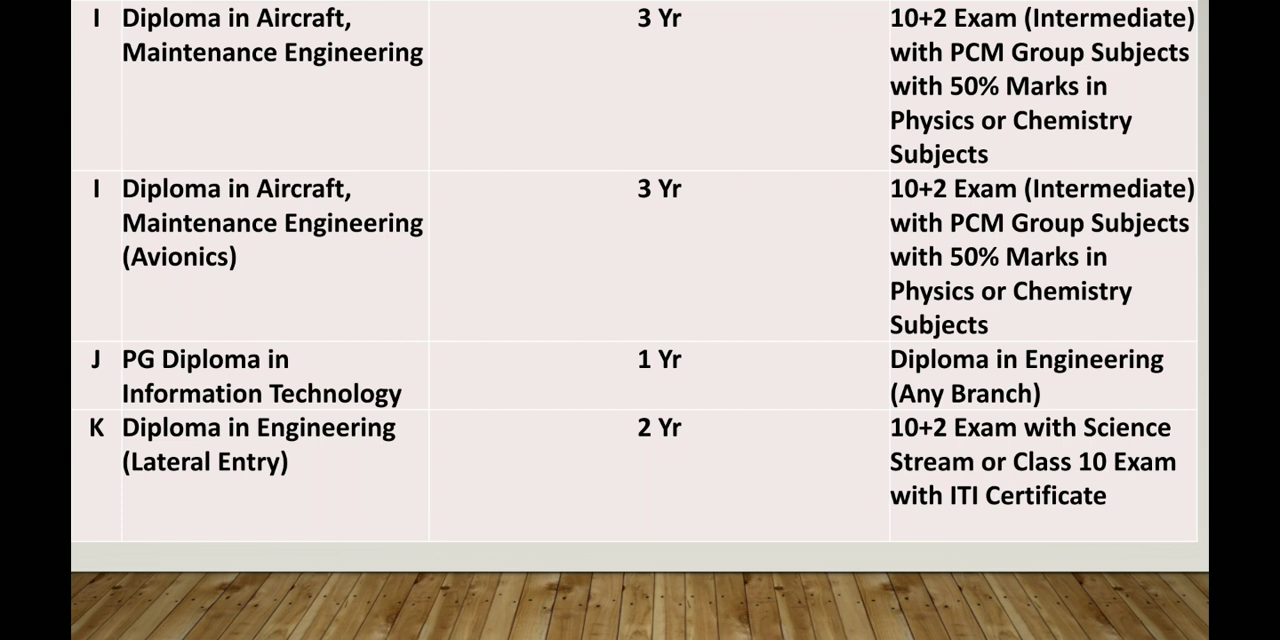 I Diploma in Aircraft, 3 Yr 10+2 Exam (Intermediate)
Maintenance Engineering with PCM Group Subjects
with 50% Marks in
Physics or Chemistry
Subjects
I Diploma in Aircraft, 3 Yr 10+2 Exam (Intermediate)
Maintenance Engineering with PCM Group Subjects
(Avionics) with 50% Marks in
Physics or Chemistry
Subjects
J PG Diploma in 1 Yr Diploma in Engineering
Information Technology (Any Branch)
K Diploma in Engineering 2 Yr 10+2 Exam with Science
(Lateral Entry) Stream or Class 10 Exam
with ITI Certificate